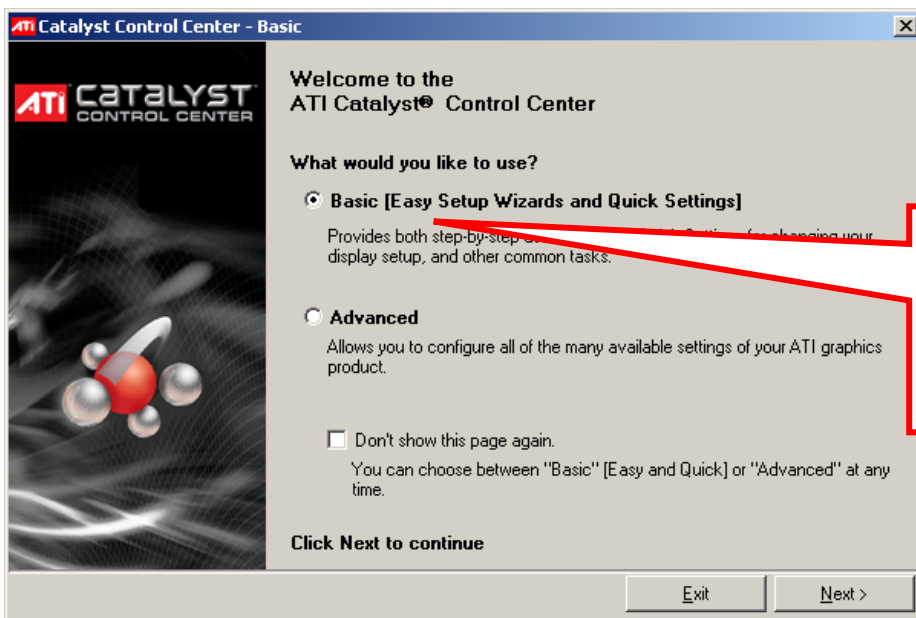 ATI Catalyst Control Center - Basic
ATI CATALYST
CONTROL CENTER
Welcome to the
ATI Catalyst® Control Center
What would you like to use?
Basic [Easy Setup Wizards and Quick Settings]
Provides both step-by-step for changing your
display setup, and other common tasks.
Advanced
Allows you to configure all of the many available settings of your ATI graphics
product.
Don't show this page again.
You can choose between "Basic" [Easy and Quick] or "Advanced" at any
time.
Click Next to continue
Exit
Next >